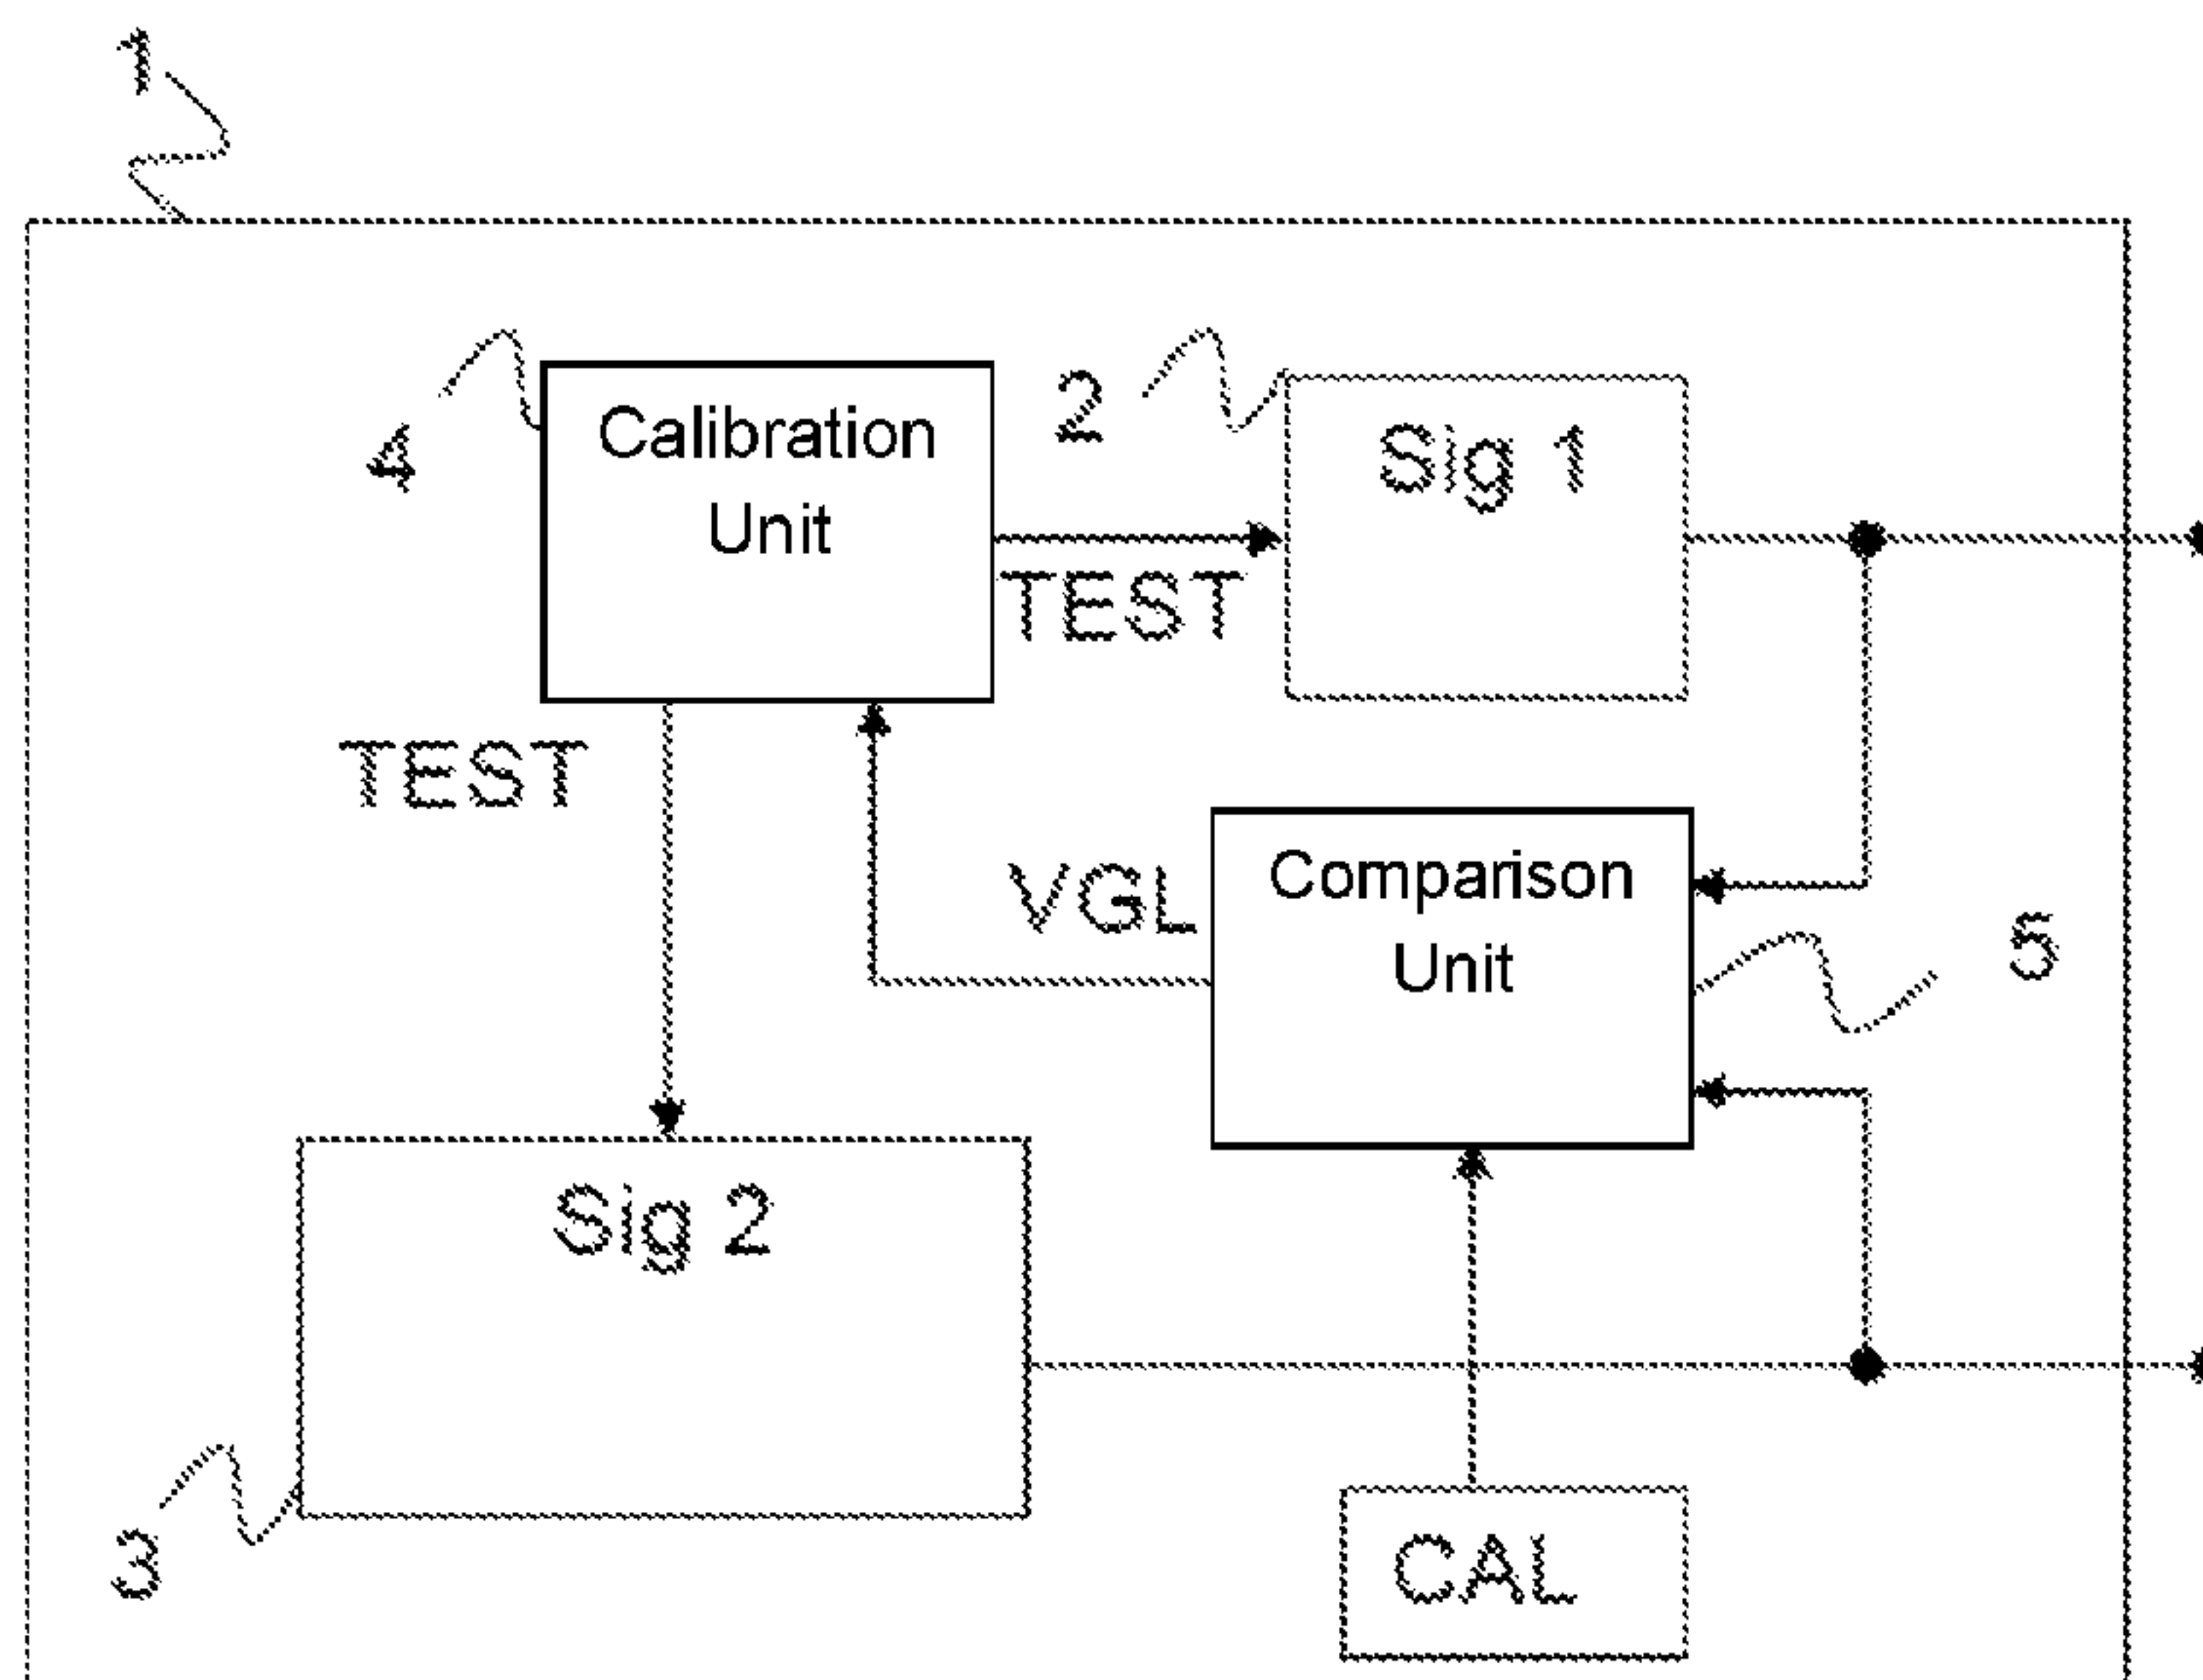 1
4
Calibration
Unit
2
Sig 1
TEST
TEST
VGL
Comparison
Unit
5
Sig 2
3
CAL